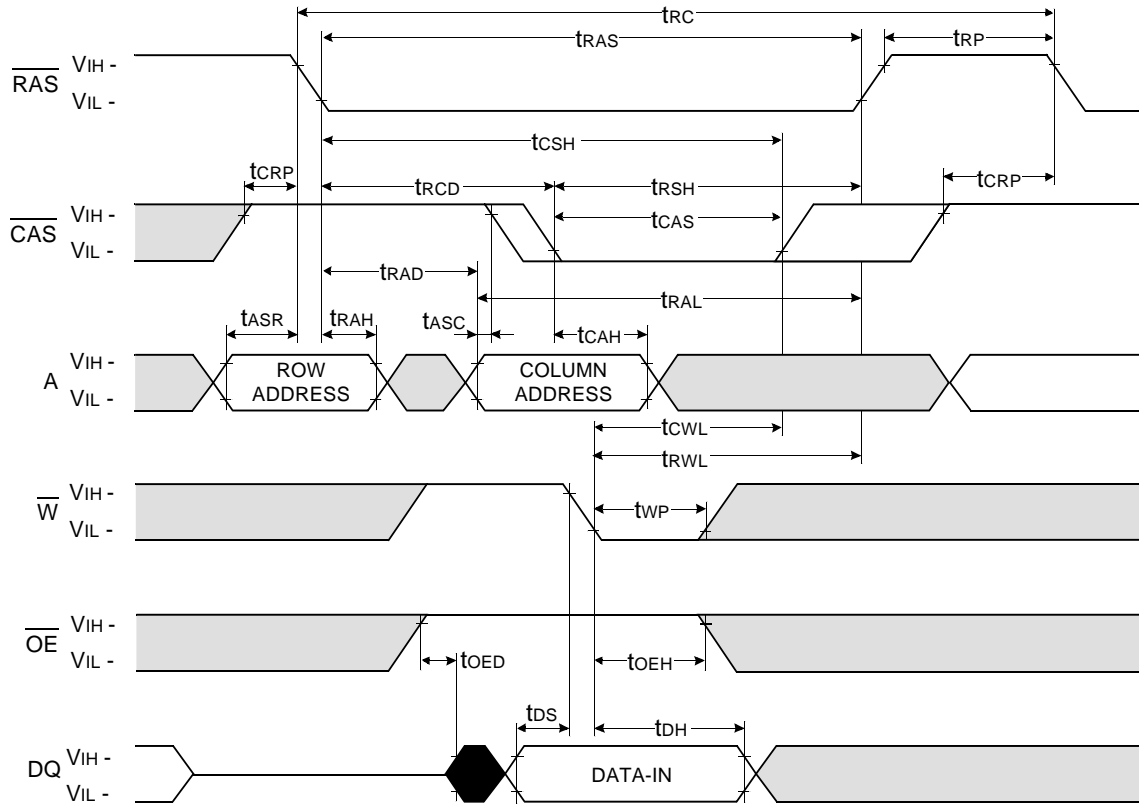 tRC
tRAS
tRP
RAS
VIH -
VIL -
tCSH
tCRP
tRCD
tRSH
tCRP
CAS
VIH -
VIL -
tCAS
tRAD
tRAL
tASR
tRAH
tASC
tCAH
A
VIH -
VIL -
ROW
ADDRESS
COLUMN
ADDRESS
tCWL
tRWL
W
VIH -
VIL -
tWP
OE
VIH -
VIL -
tOED
tOEH
tDS
tDH
DQ
VIH -
VIL -
DATA-IN